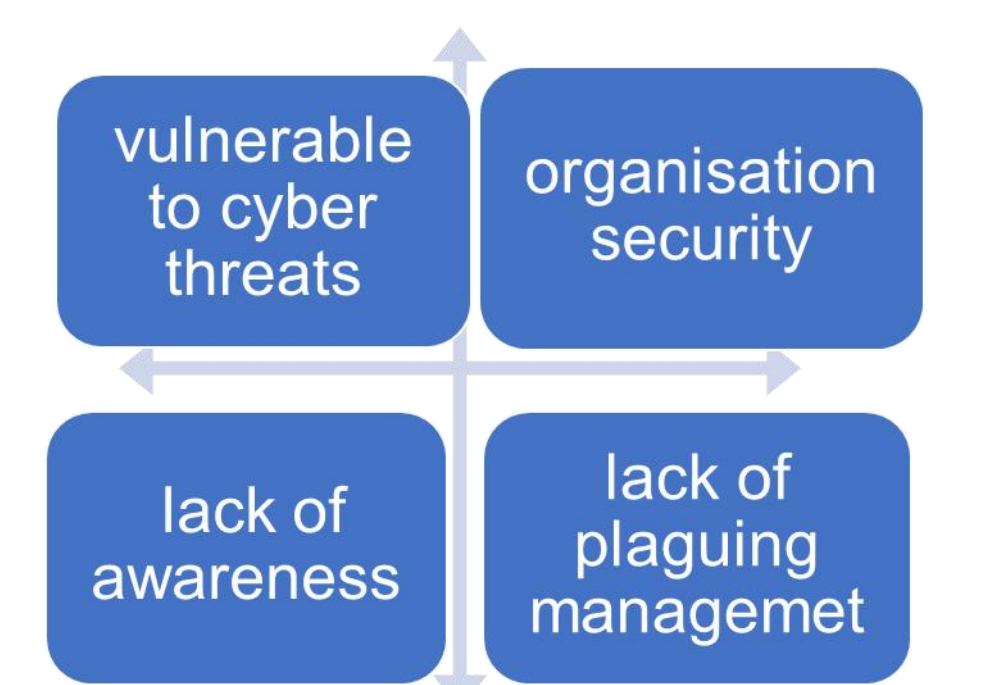 vulnerable
to cyber
threats
organisation
security
lack of
awareness
lack of
plaguing
managemet